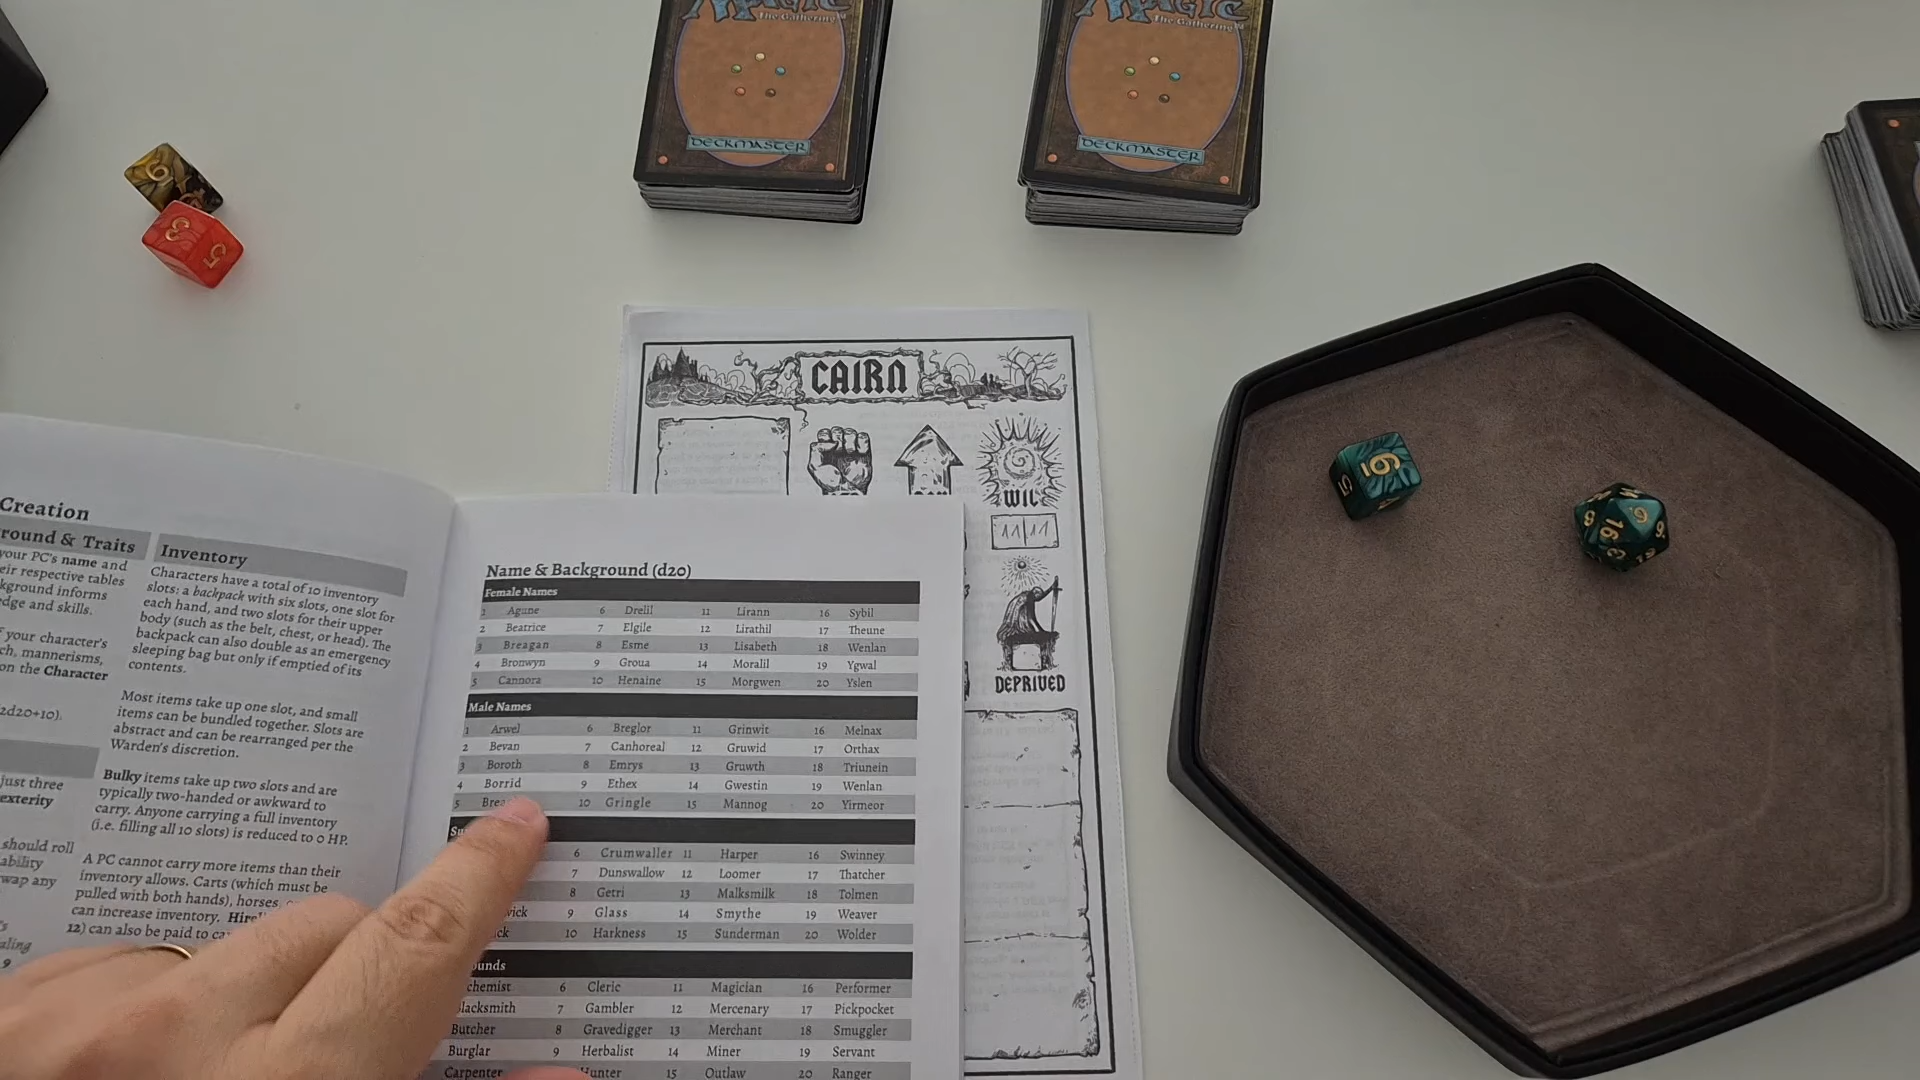 MAGIC
The Gathering
DECKMASTER
MAGIC
The Gathering
DECKMASTER
6
3
5
CAIRN
WIL
11 11
DEPRIVED
6
5
16
Creation
round & Traits
your PC's name and
eir respective tables
kground informs
edge and skills.
f your character's
ch, mannerisms,
on the Character
2d20+10).
just three
exterity
should roll
ability
wap any
Inventory
Characters have a total of 10 inventory
slots: a backpack with six slots, one slot for
each hand, and two slots for their upper
body (such as the belt, chest, or head). The
backpack can also double as an emergency
sleeping bag but only if emptied of its
contents.
Most items take up one slot, and small
items can be bundled together. Slots are
abstract and can be rearranged per the
Warden's discretion.
Bulky items take up two slots and are
typically two-handed or awkward to
carry. Anyone carrying a full inventory
(i.e. filling all 10 slots) is reduced to 0 HP.
A PC cannot carry more items than their
inventory allows. Carts (which must be
pulled with both hands), horses,
can increase inventory.
12) can also be paid to
Name & Background (d20)
Female Names
1 Agune 6 Drelil 11 Lirann 16 Sybil
2 Beatrice 7 Elgile 12 Lirathil 17 Theune
3 Breagan 8 Esme 13 Lisabeth 18 Wenlan
4 Bronwyn 9 Groua 14 Moralil 19 Ygwal
5 Cannora 10 Henaine 15 Morgwen 20 Yslen
Male Names
1 Arwel 6 Breglor 11 Grinwit 16 Melnax
2 Bevan 7 Canhoreal 12 Gruwid 17 Orthax
3 Boroth 8 Emrys 13 Gruwth 18 Triunein
4 Borrid 9 Ethex 14 Gwestin 19 Wenlan
5 Brea 10 Gringle 15 Mannog 20 Yirmeor
Su
6 Crumwaller 11 Harper 16 Swinney
7 Dunswallow 12 Loomer 17 Thatcher
8 Getri 13 Malksmilk 18 Tolmen
wick 9 Glass 14 Smythe 19 Weaver
ck 10 Harkness 15 Sunderman 20 Wolder
ounds
chemist 6 Cleric 11 Magician 16 Performer
lacksmith 7 Gambler 12 Mercenary 17 Pickpocket
Butcher 8 Gravedigger 13 Merchant 18 Smuggler
Burglar 9 Herbalist 14 Miner 19 Servant
Carpenter Hunter 15 Outlaw 20 Ranger